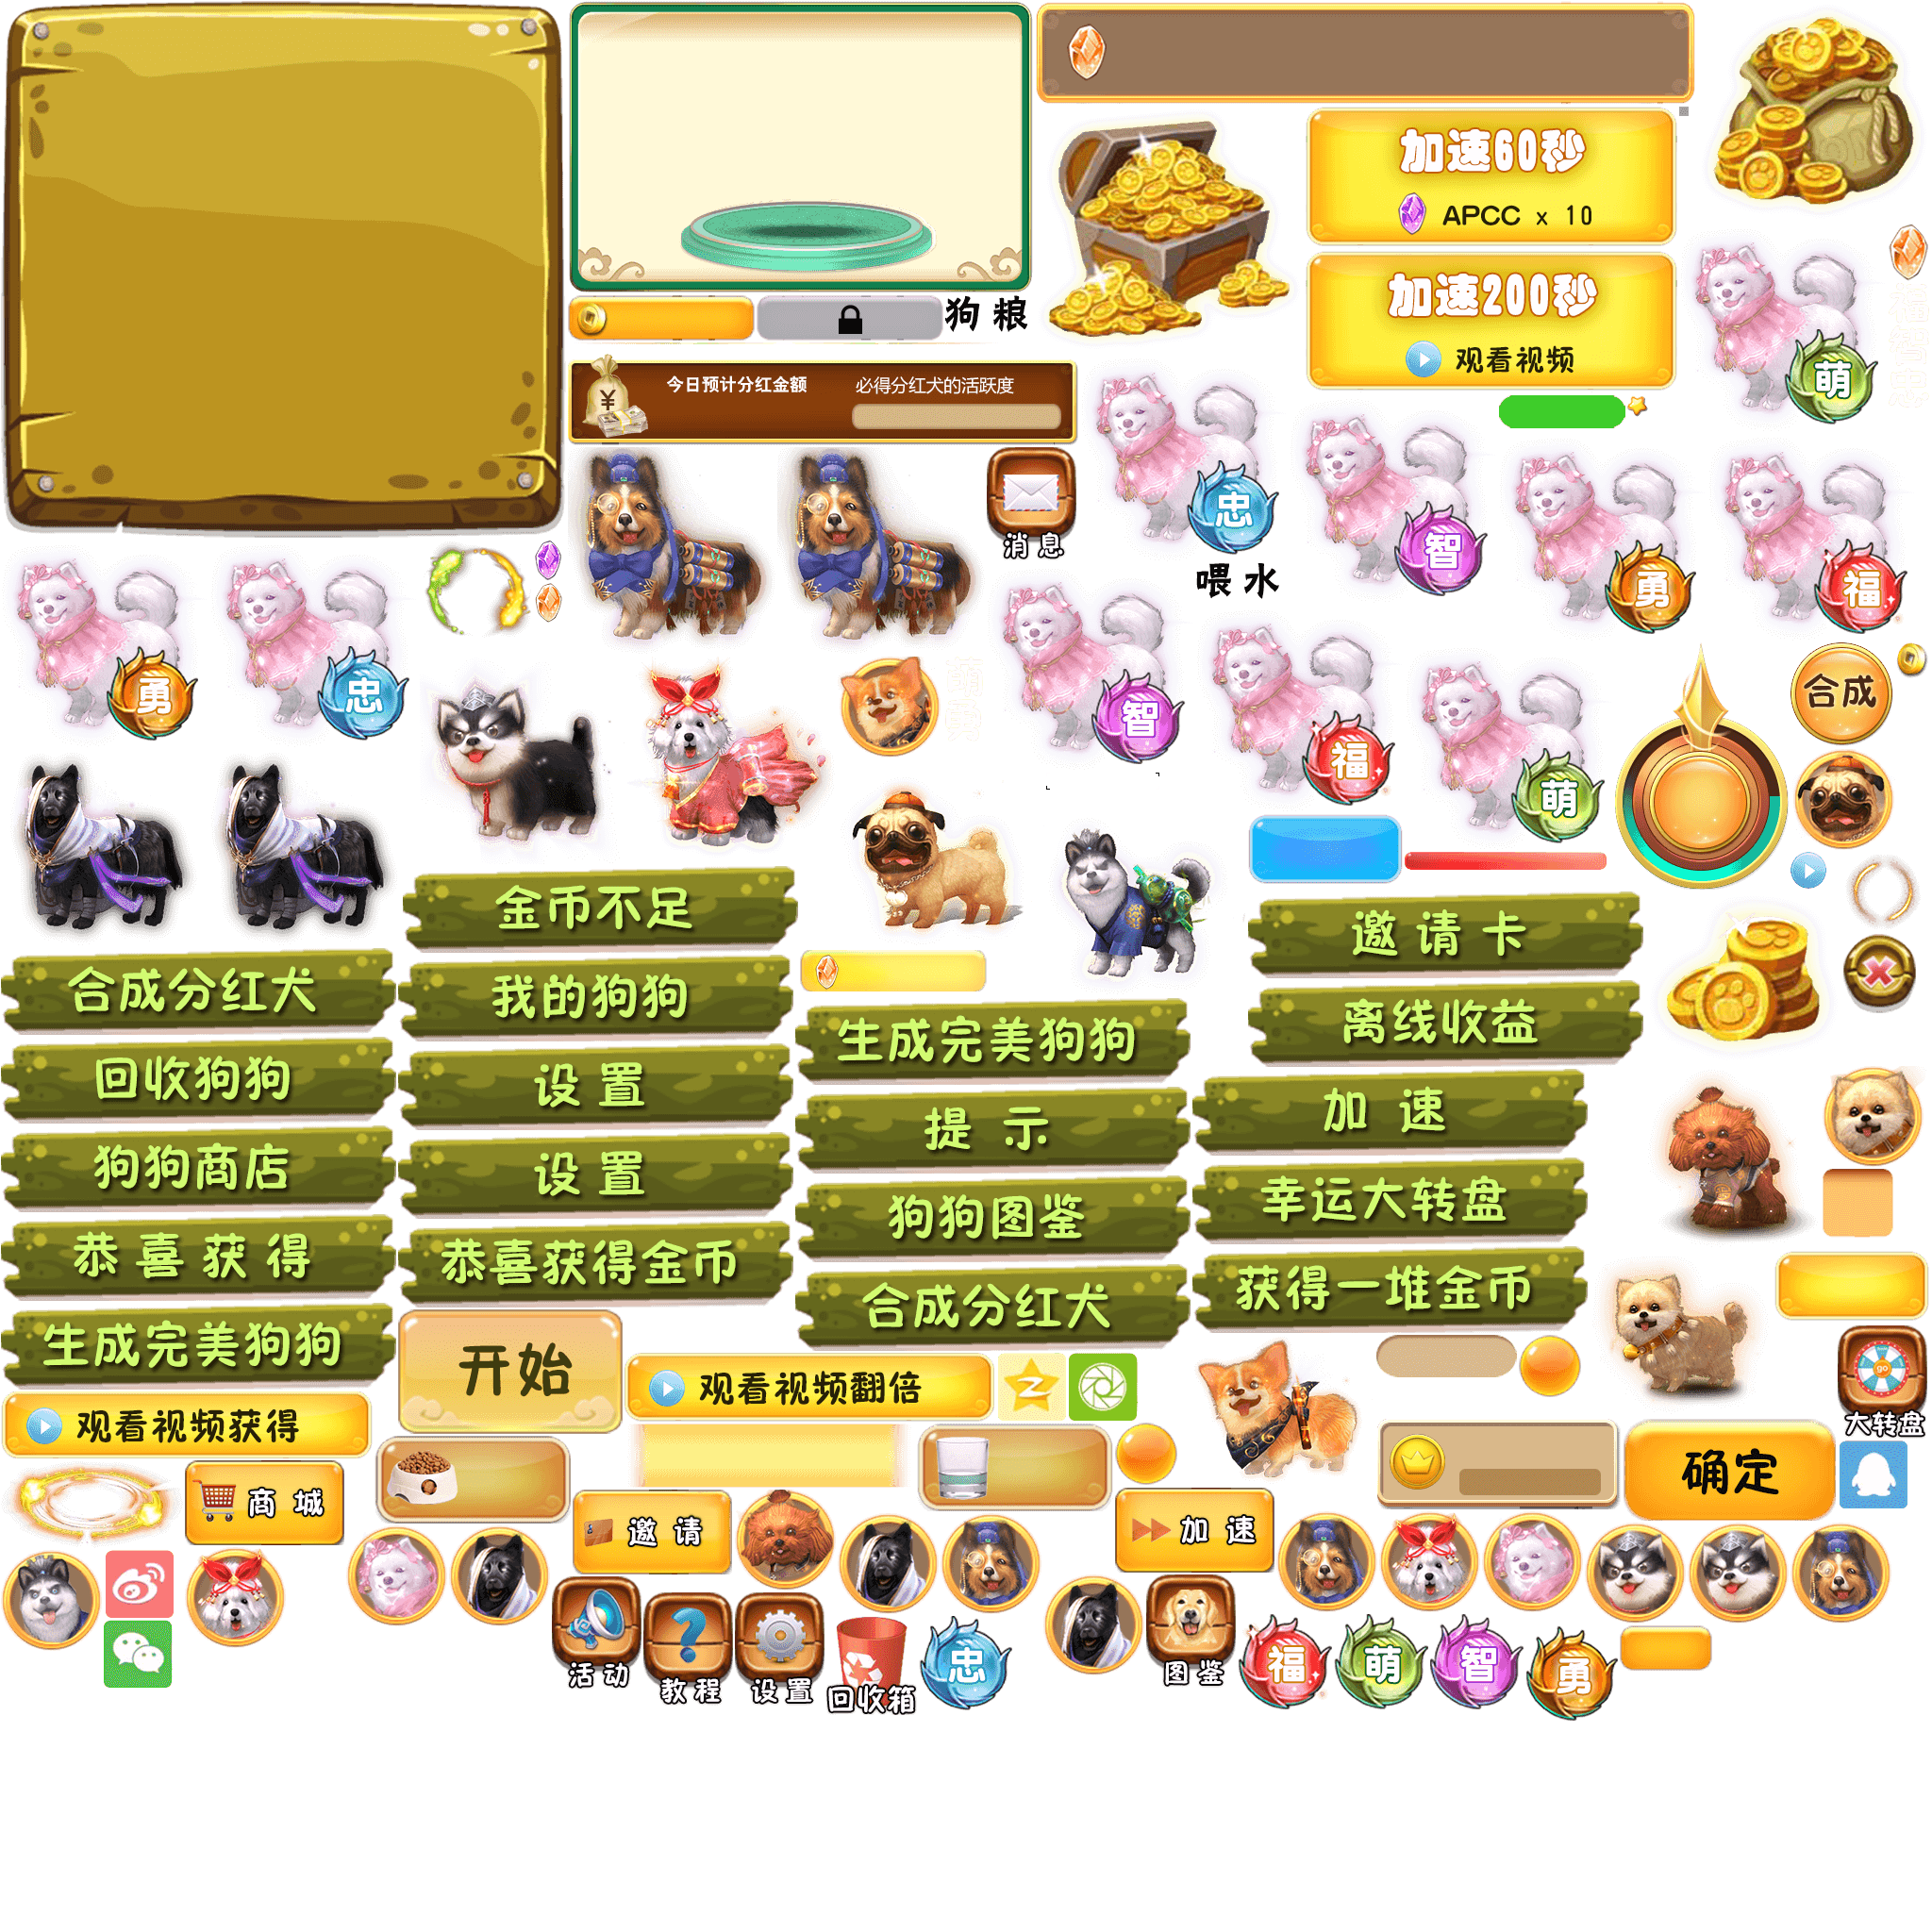 加速60秒
APCC x 10
加速200秒
观看视频
狗 粮
今日预计分红金额
必得分红犬的活跃度
¥
萌
忠
智
勇
福
消 息
喂 水
勇
忠
智
福
萌
合成
金币不足
邀 请 卡
合成分红犬
我的狗狗
离线收益
生成完美狗狗
回收狗狗
设 置
加 速
提 示
狗狗商店
设 置
幸运大转盘
狗狗图鉴
恭 喜 获 得
恭喜获得金币
获得一堆金币
合成分红犬
生成完美狗狗
开始
观看视频翻倍
go
大转盘
观看视频获得
确定
商 城
邀 请
加 速
活 动
教 程
设 置
回收箱
忠
图 鉴
福
萌
智
勇